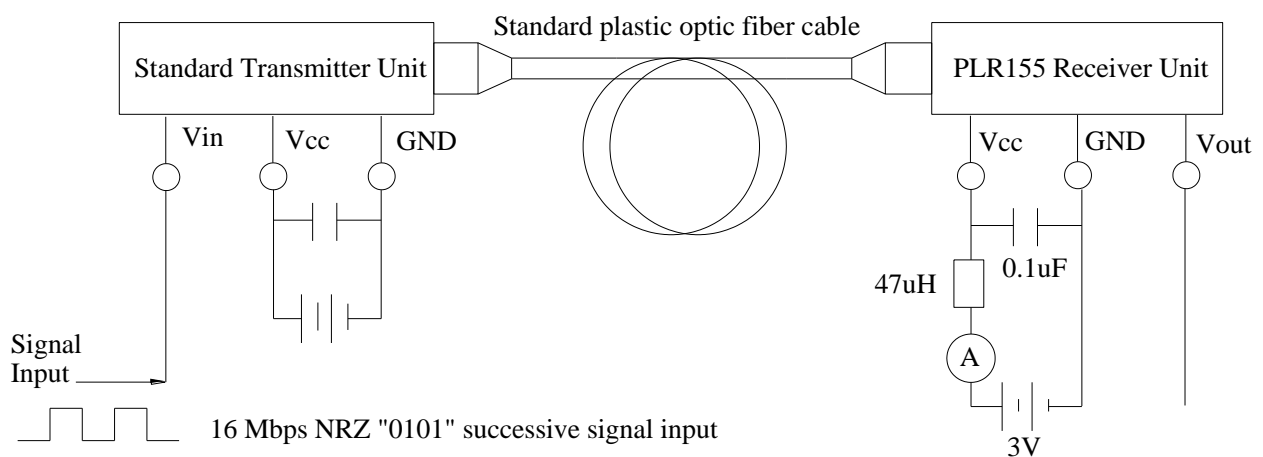 Standard plastic optic fiber cable
Standard Transmitter Unit
PLR155 Receiver Unit
Vin
Vcc
GND
Vcc
GND
Vout
0.1uF
47uH
A
3V
Signal
Input
16 Mbps NRZ "0101" successive signal input